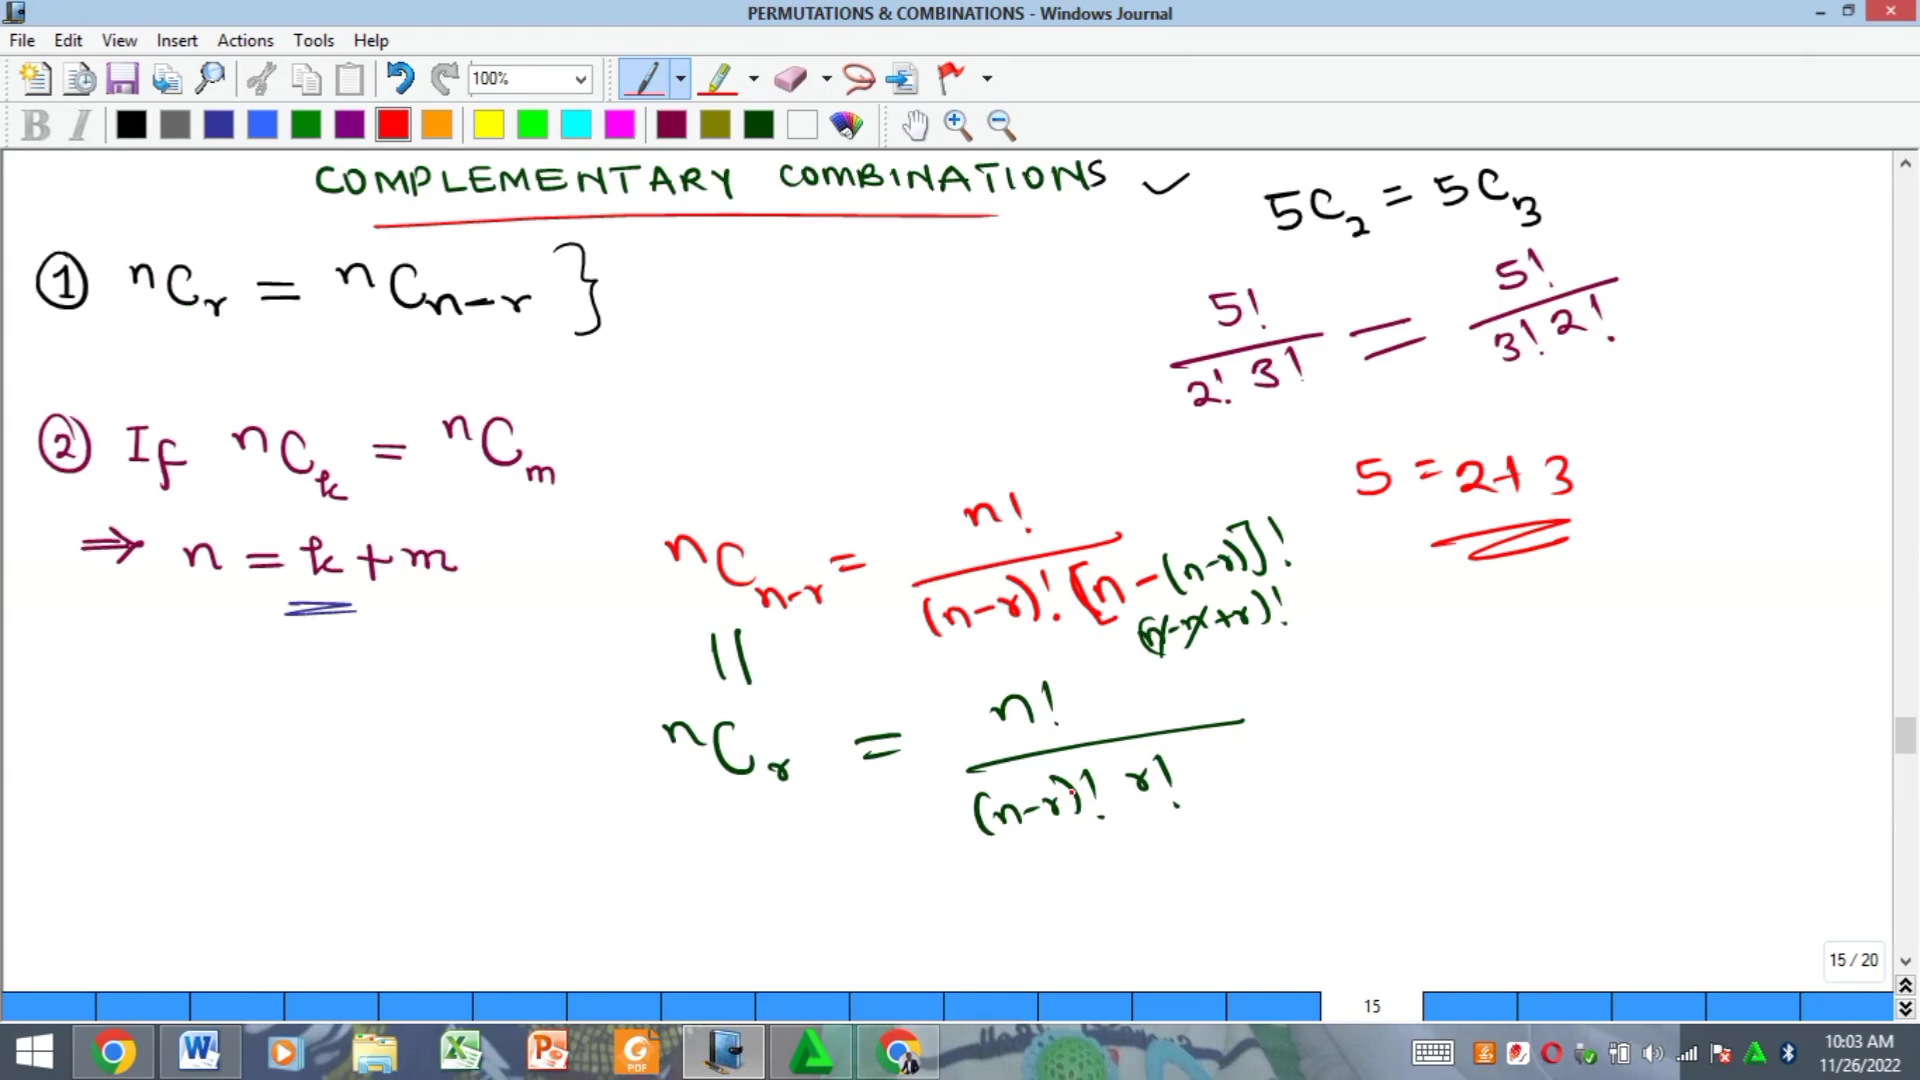 PERMUTATIONS & COMBINATIONS - Windows Journal
File Edit View Insert Actions Tools Help
100%
B I
COMPLEMENTARY COMBINATIONS ✓
5C₂ = 5C₃
① ⁿCᵣ = ⁿCₙ₋ᵣ }
5!/(2! 3!) = 5!/(3! 2!)
② If ⁿCₖ = ⁿCₘ
⇒ n = k + m
5 = 2 + 3
ⁿCₙ₋ᵣ = n!/((n-r)! [n-(n-r)]!
(n-n+r)!
||
ⁿCᵣ = n!/((n-r)! r!)
15 / 20
15
PDF
10:03 AM
11/26/2022